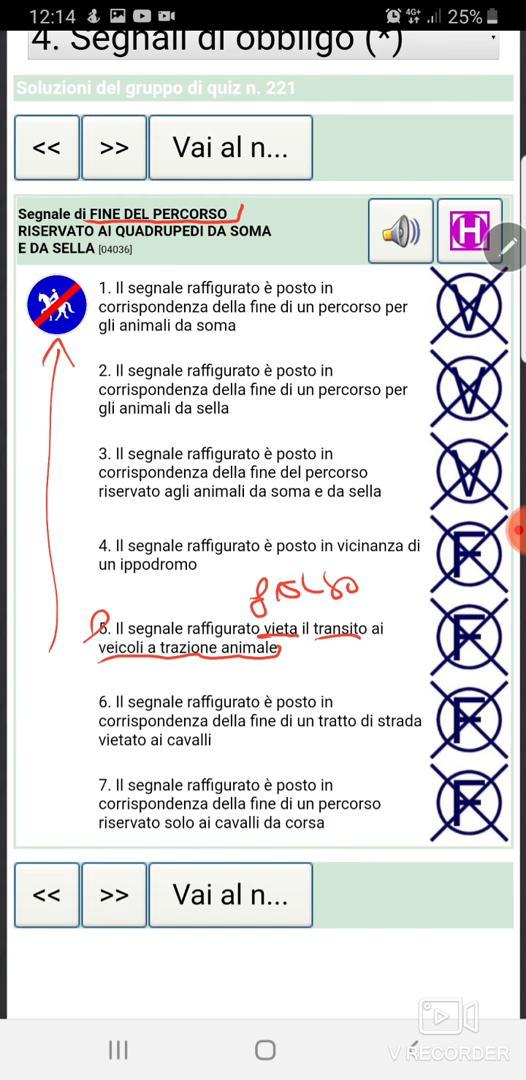 12:14
4G+
25%
4. Segnali di obbligo (*)
Soluzioni del gruppo di quiz n. 221
<< >> Vai al n...
Segnale di FINE DEL PERCORSO
RISERVATO AI QUADRUPEDI DA SOMA
E DA SELLA [04036]
H
1. Il segnale raffigurato è posto in
corrispondenza della fine di un percorso per
gli animali da soma
V
2. Il segnale raffigurato è posto in
corrispondenza della fine di un percorso per
gli animali da sella
V
3. Il segnale raffigurato è posto in
corrispondenza della fine del percorso
riservato agli animali da soma e da sella
V
4. Il segnale raffigurato è posto in vicinanza di
un ippodromo
F
falso
5. Il segnale raffigurato vieta il transito ai
veicoli a trazione animale
F
6. Il segnale raffigurato è posto in
corrispondenza della fine di un tratto di strada
vietato ai cavalli
F
7. Il segnale raffigurato è posto in
corrispondenza della fine di un percorso
riservato solo ai cavalli da corsa
F
<< >> Vai al n...
V RECORDER